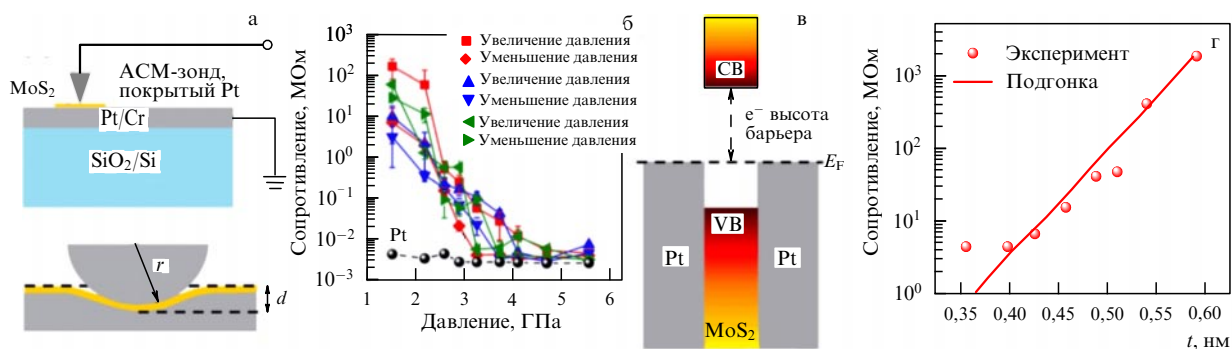 а
АСМ-зонд,
покрытый Pt
MoS₂
Pt/Cr
SiO₂/Si
r
d
б
Сопротивление, МОм
10³
10²
10¹
10⁰
10⁻¹
10⁻²
10⁻³
Увеличение давления
Уменьшение давления
Увеличение давления
Уменьшение давления
Увеличение давления
Уменьшение давления
Pt
1 2 3 4 5 6
Давление, ГПа
в
CB
e⁻ высота
барьера
E_F
VB
Pt
Pt
MoS₂
г
Сопротивление, МОм
10³
10²
10¹
10⁰
Эксперимент
Подгонка
0,35 0,40 0,45 0,50 0,55 0,60
t, нм